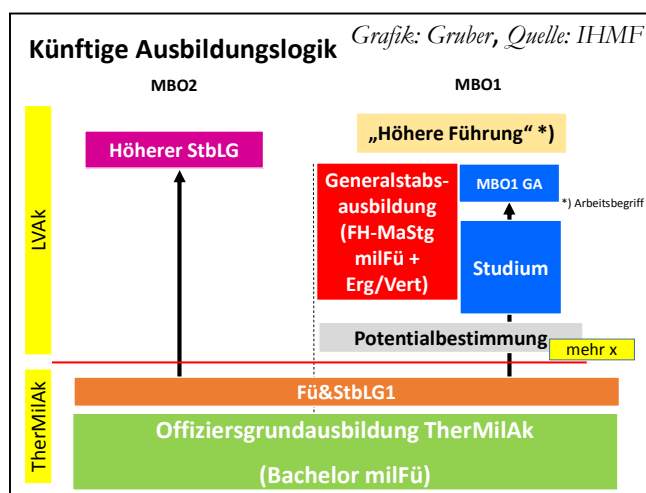 Künftige Ausbildungslogik
Grafik: Gruber, Quelle: IHMF
MBO2
MBO1
LVAk
Höherer StbLG
„Höhere Führung“ *)
Generalstabs-
ausbildung
(FH-MaStg
milFü +
Erg/Vert)
MBO1 GA
*) Arbeitsbegriff
Studium
Potentialbestimmung
mehr x
TherMilAk
Fü&StbLG1
Offiziersgrundausbildung TherMilAk
(Bachelor milFü)